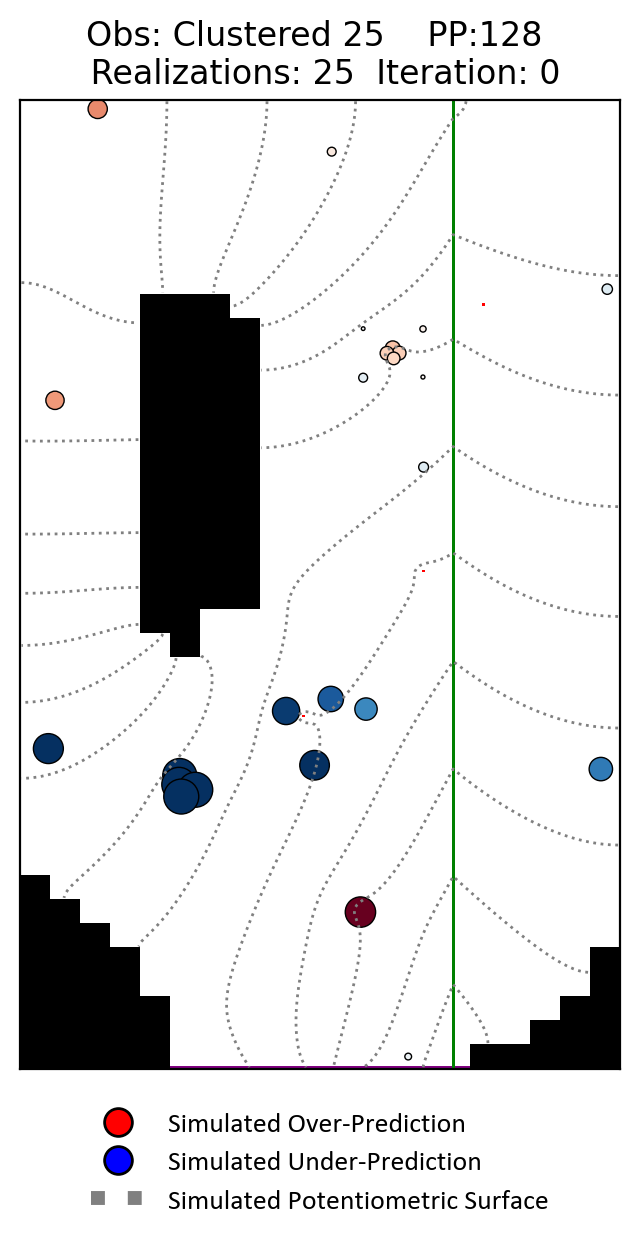 Obs: Clustered 25    PP:128
Realizations: 25  Iteration: 0
Simulated Over-Prediction
Simulated Under-Prediction
Simulated Potentiometric Surface